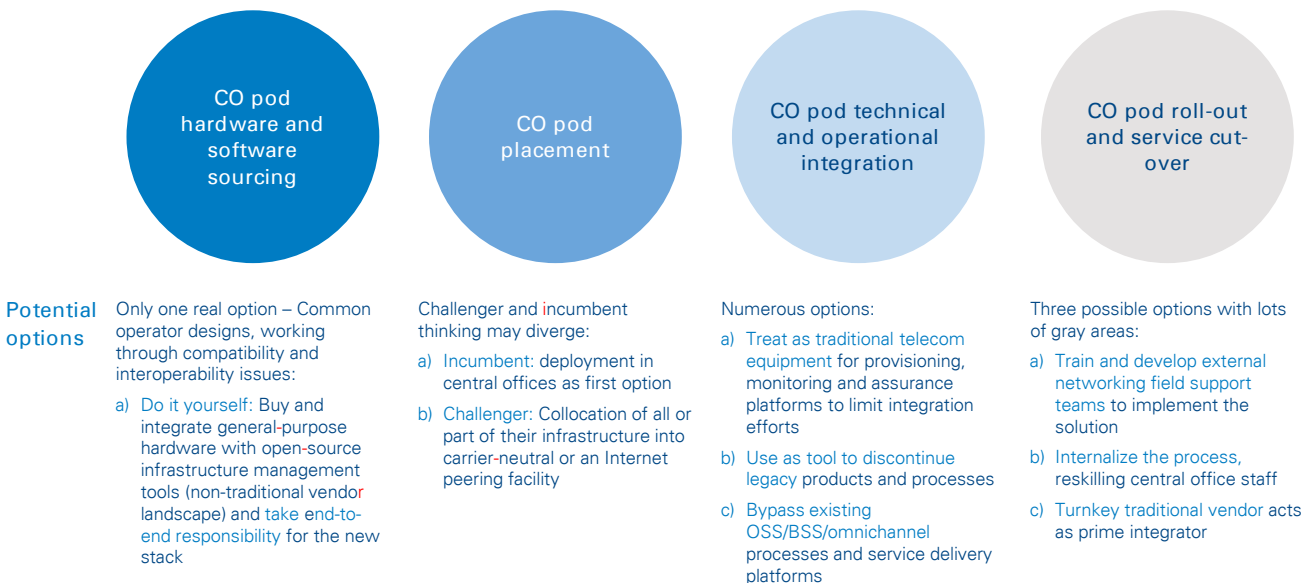 CO pod
hardware and
software
sourcing
CO pod
placement
CO pod technical
and operational
integration
CO pod roll-out
and service cut-
over
Potential
options
Only one real option – Common
operator designs, working
through compatibility and
interoperability issues:
a) Do it yourself: Buy and
integrate general-purpose
hardware with open-source
infrastructure management
tools (non-traditional vendor
landscape) and take end-to-
end responsibility for the new
stack
Challenger and incumbent
thinking may diverge:
a) Incumbent: deployment in
central offices as first option
b) Challenger: Collocation of all or
part of their infrastructure into
carrier-neutral or an Internet
peering facility
Numerous options:
a) Treat as traditional telecom
equipment for provisioning,
monitoring and assurance
platforms to limit integration
efforts
b) Use as tool to discontinue
legacy products and processes
c) Bypass existing
OSS/BSS/omnichannel
processes and service delivery
platforms
Three possible options with lots
of gray areas:
a) Train and develop external
networking field support
teams to implement the
solution
b) Internalize the process,
reskilling central office staff
c) Turnkey traditional vendor acts
as prime integrator